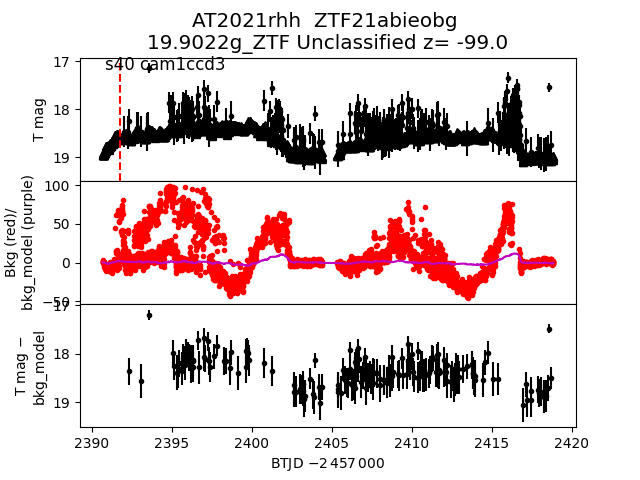 AT2021rhh  ZTF21abieobg
19.9022g_ZTF Unclassified z= -99.0
s40 cam1ccd3
17
18
19
T mag
100
50
0
−50
Bkg (red)/
bkg_model (purple)
17
18
19
T mag −
bkg_model
2390
2395
2400
2405
2410
2415
2420
BTJD −2 457 000